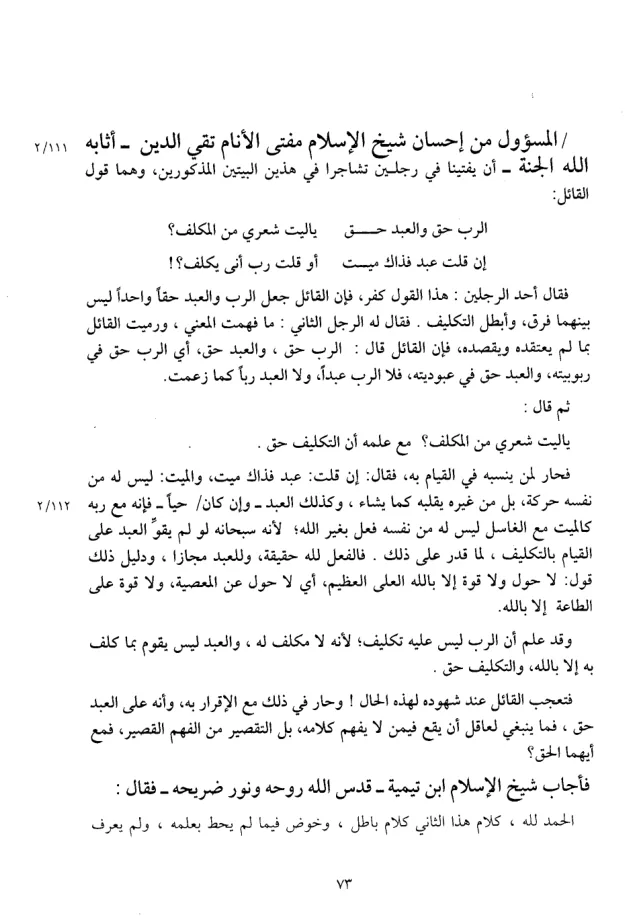 / المسؤول من إحسان شيخ الإسلام مفتى الأنام تقي الدين ــ أثابه ٢/١١١
الله الجنة ــ أن يفتينا في رجلــين تشاجرا في هذين البيتين المذكورين، وهما قول
القائل:
الرب حق والعبد حـــــق ياليت شعري من المكلف؟
إن قلت عبد فذاك ميــت أو قلت رب أنى يكلف؟!
فقال أحد الرجلين : هذا القول كفر، فإن القائل جعل الرب والعبد حقاً واحداً ليس
بينهما فرق، وأبطل التكليف . فقال له الرجل الثاني : ما فهمت المعني ، ورميت القائل
بما لم يعتقده ويقصده، فإن القائل قال : الرب حق ، والعبد حق، أي الرب حق في
ربوبيته، والعبد حق في عبوديته، فلا الرب عبداً، ولا العبد رباً كما زعمت.
ثم قال :
ياليت شعري من المكلف؟ مع علمه أن التكليف حق .
فحار لمن ينسبه في القيام به، فقال: إن قلت: عبد فذاك ميت، والميت: ليس له من
نفسه حركة، بل من غيره يقلبه كما يشاء ، وكذلك العبد ــ وإن كان/ حياً ــ فإنه مع ربه ٢/١١٢
كالميت مع الغاسل ليس له من نفسه فعل بغير الله؛ لأنه سبحانه لو لم يقوِّ العبد على
القيام بالتكليف ، لما قدر على ذلك . فالفعل لله حقيقة، وللعبد مجازا ، ودليل ذلك
قول: لا حول ولا قوة إلا بالله العلى العظيم، أي لا حول عن المعصية، ولا قوة على
الطاعة إلا بالله.
وقد علم أن الرب ليس عليه تكليف؛ لأنه لا مكلف له ، والعبد ليس يقوم بما كلف
به إلا بالله، والتكليف حق .
فتعجب القائل عند شهوده لهذه الحال ! وحار في ذلك مع الإقرار به، وأنه على العبد
حق ، فما ينبغي لعاقل أن يقع فيمن لا يفهم كلامه، بل التقصير من الفهم القصير، فمع
أيهما الحق؟
فأجاب شيخ الإسلام ابن تيمية ــ قدس الله روحه ونور ضريحه ــ فقال :
الحمد لله ، كلام هذا الثاني كلام باطل ، وخوض فيما لم يحط بعلمه ، ولم يعرف
٧٣